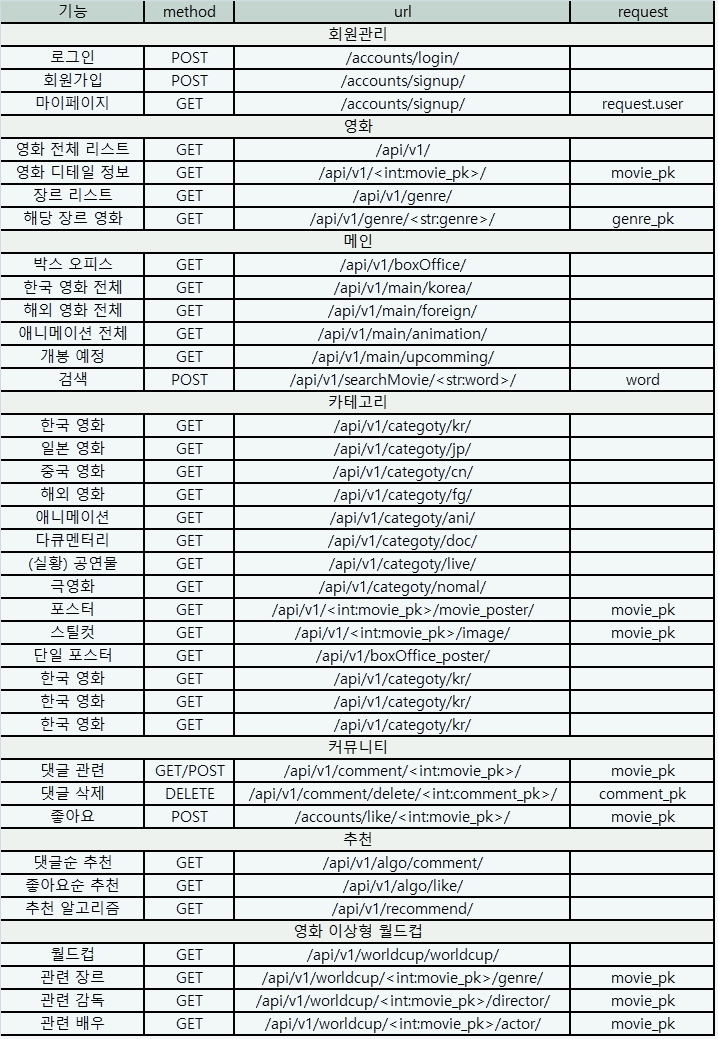 기능 method url request
회원관리
로그인 POST /accounts/login/
회원가입 POST /accounts/signup/
마이페이지 GET /accounts/signup/ request.user
영화
영화 전체 리스트 GET /api/v1/
영화 디테일 정보 GET /api/v1/<int:movie_pk>/ movie_pk
장르 리스트 GET /api/v1/genre/
해당 장르 영화 GET /api/v1/genre/<str:genre>/ genre_pk
메인
박스 오피스 GET /api/v1/boxOffice/
한국 영화 전체 GET /api/v1/main/korea/
해외 영화 전체 GET /api/v1/main/foreign/
애니메이션 전체 GET /api/v1/main/animation/
개봉 예정 GET /api/v1/main/upcomming/
검색 POST /api/v1/searchMovie/<str:word>/ word
카테고리
한국 영화 GET /api/v1/categoty/kr/
일본 영화 GET /api/v1/categoty/jp/
중국 영화 GET /api/v1/categoty/cn/
해외 영화 GET /api/v1/categoty/fg/
애니메이션 GET /api/v1/categoty/ani/
다큐멘터리 GET /api/v1/categoty/doc/
(실황) 공연물 GET /api/v1/categoty/live/
극영화 GET /api/v1/categoty/nomal/
포스터 GET /api/v1/<int:movie_pk>/movie_poster/ movie_pk
스틸컷 GET /api/v1/<int:movie_pk>/image/ movie_pk
단일 포스터 GET /api/v1/boxOffice_poster/
한국 영화 GET /api/v1/categoty/kr/
한국 영화 GET /api/v1/categoty/kr/
한국 영화 GET /api/v1/categoty/kr/
커뮤니티
댓글 관련 GET/POST /api/v1/comment/<int:movie_pk>/ movie_pk
댓글 삭제 DELETE /api/v1/comment/delete/<int:comment_pk>/ comment_pk
좋아요 POST /accounts/like/<int:movie_pk>/ movie_pk
추천
댓글순 추천 GET /api/v1/algo/comment/
좋아요순 추천 GET /api/v1/algo/like/
추천 알고리즘 GET /api/v1/recommend/
영화 이상형 월드컵
월드컵 GET /api/v1/worldcup/worldcup/
관련 장르 GET /api/v1/worldcup/<int:movie_pk>/genre/ movie_pk
관련 감독 GET /api/v1/worldcup/<int:movie_pk>/director/ movie_pk
관련 배우 GET /api/v1/worldcup/<int:movie_pk>/actor/ movie_pk